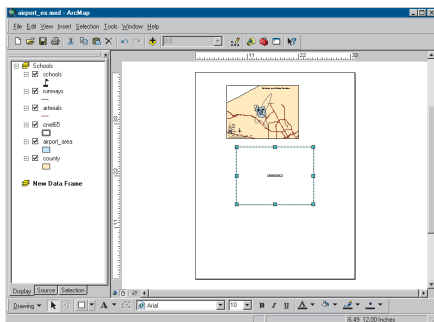 airport_ex.mxd - ArcMap
File Edit View Insert Selection Tools Window Help
Schools
schools
runways
arterials
cnel65
airport_area
county
New Data Frame
Display Source Selection
Drawing A Arial 10 B I U A
6.49 12.00 Inches